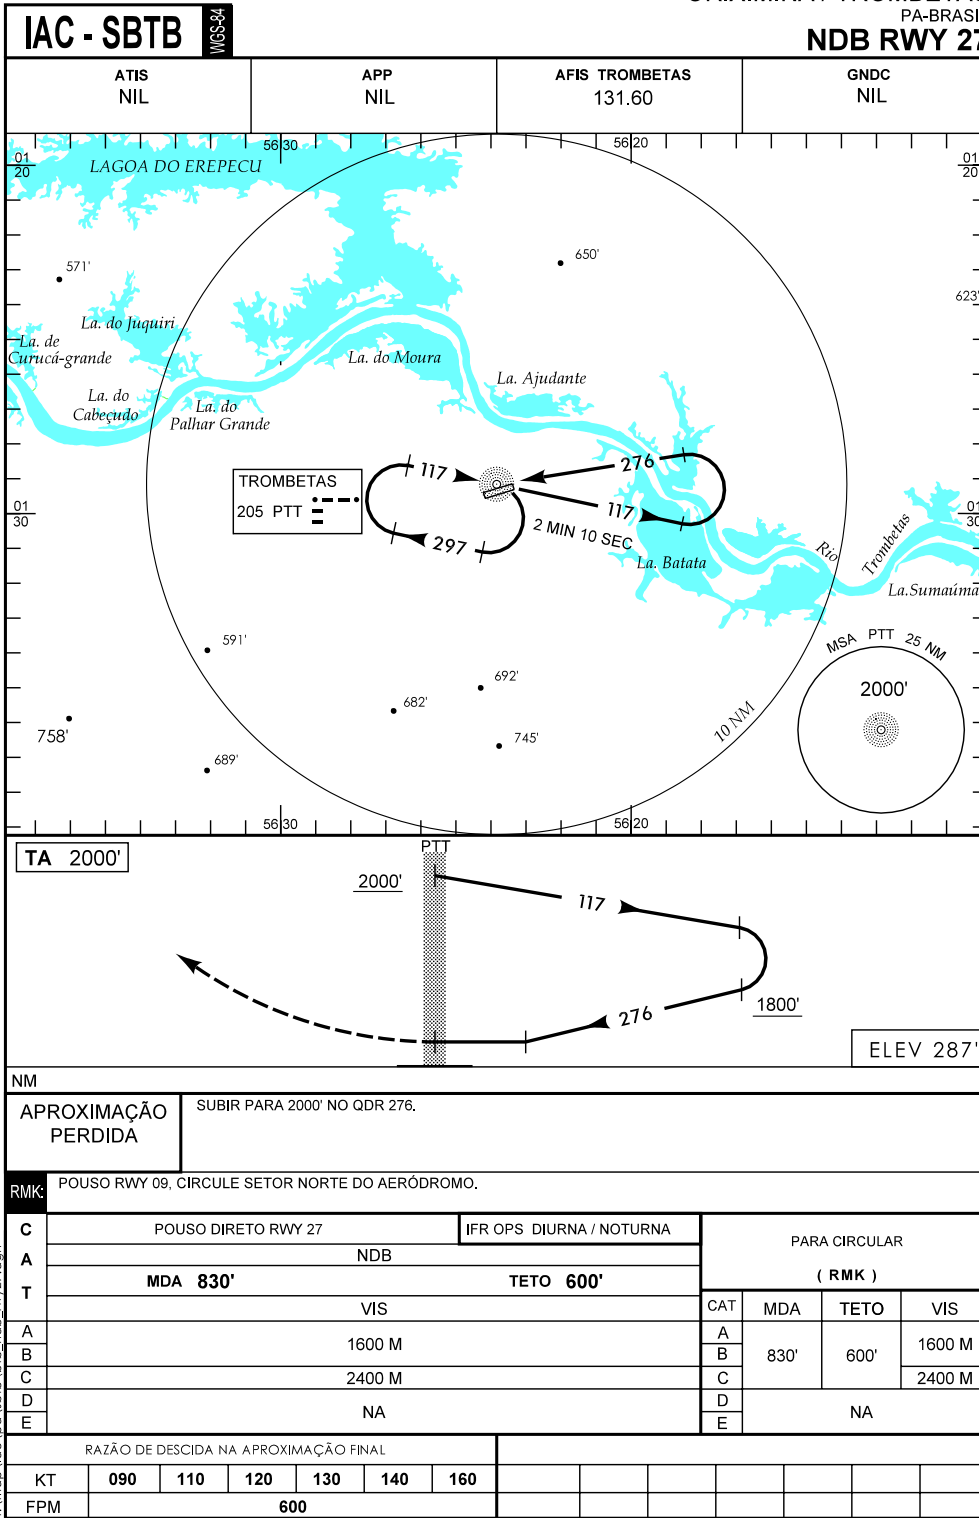 IAC - SBTB
WGS-84
PA-BRASI
NDB RWY 27
ATIS
NIL
APP
NIL
AFIS TROMBETAS
131.60
GNDC
NIL
56 30
56 20
01
20
01
20
LAGOA DO EREPECU
650'
571'
623'
La. do Juquiri
La. de
Curucá-grande
La. do Moura
La. Ajudante
La. do
Cabeçudo
La. do
Palhar Grande
TROMBETAS
205 PTT
117
276
117
297
2 MIN 10 SEC
01
30
01
30
La. Batata
Rio
Trombetas
La.Sumaúma
591'
692'
682'
745'
758'
689'
10 NM
MSA PTT 25 NM
2000'
56 30
56 20
TA 2000'
PTT
2000'
117
276
1800'
ELEV 287'
NM
APROXIMAÇÃO
PERDIDA
SUBIR PARA 2000' NO QDR 276.
RMK:
POUSO RWY 09, CIRCULE SETOR NORTE DO AERÓDROMO.
C
A
T
POUSO DIRETO RWY 27
IFR OPS DIURNA / NOTURNA
PARA CIRCULAR
( RMK )
NDB
MDA 830'
TETO 600'
VIS
CAT MDA TETO VIS
A
B
1600 M
A
B
830'
600'
1600 M
C
2400 M
C
2400 M
D
E
NA
D
E
NA
RAZÃO DE DESCIDA NA APROXIMAÇÃO FINAL
KT 090 110 120 130 140 160
FPM 600